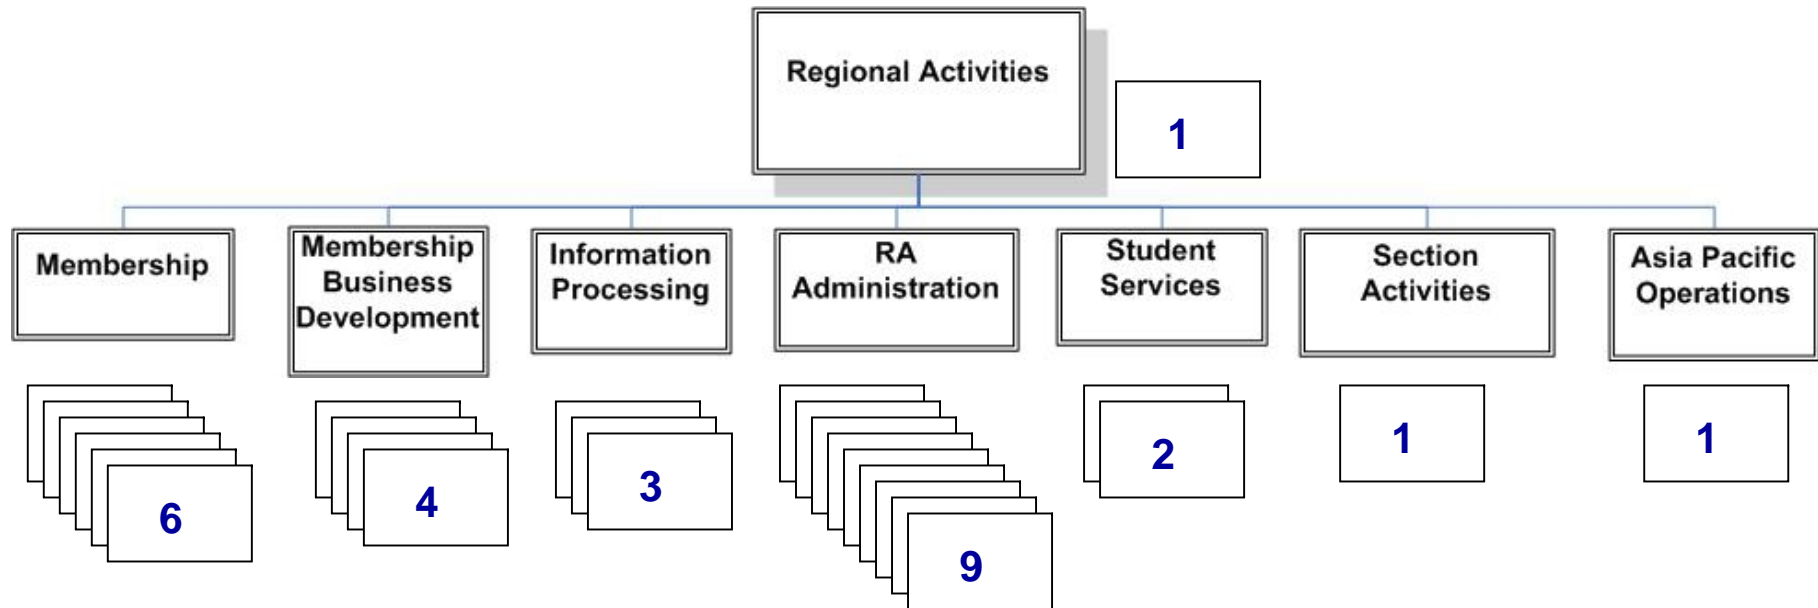 Regional Activities
1
Membership
Membership
Business
Development
Information
Processing
RA
Administration
Student
Services
Section
Activities
Asia Pacific
Operations
6
4
3
9
2
1
1